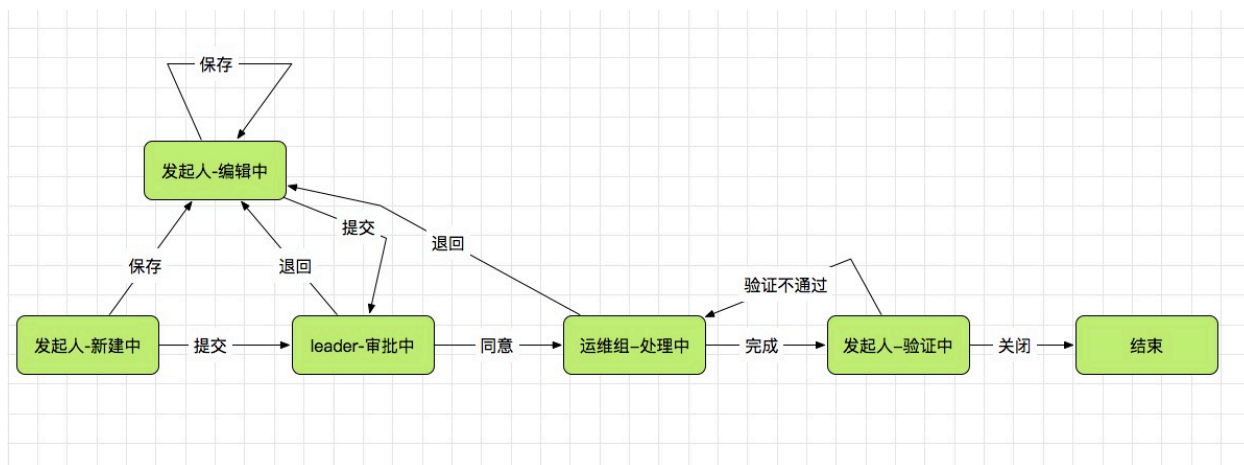 保存
发起人-编辑中
提交
退回
保存
退回
验证不通过
发起人-新建中
提交
leader-审批中
同意
运维组–处理中
完成
发起人–验证中
关闭
结束